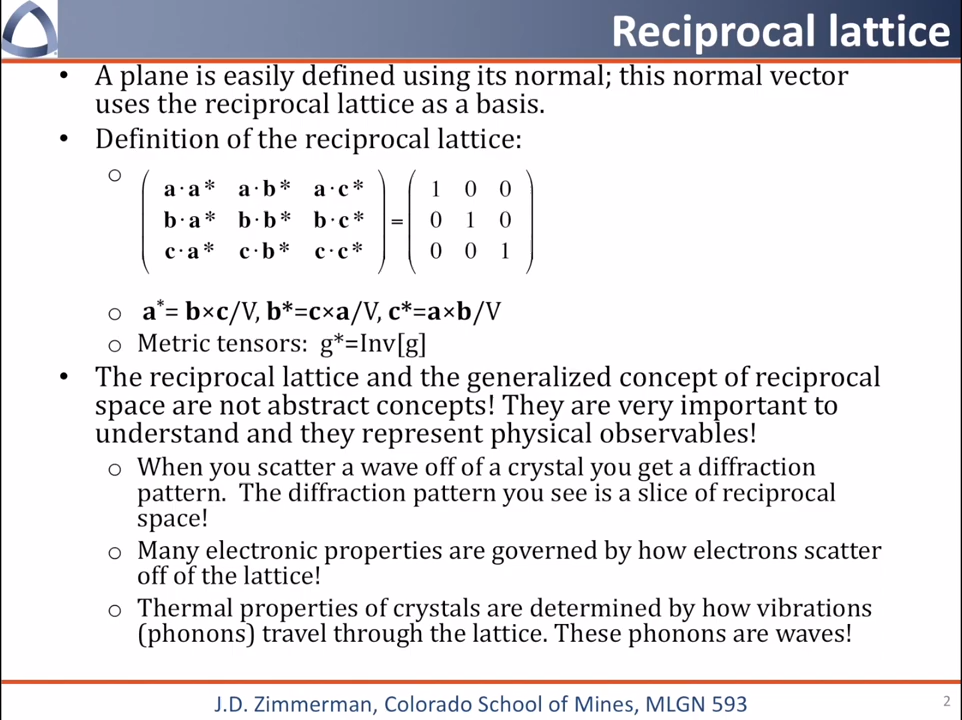 Reciprocal lattice
• A plane is easily defined using its normal; this normal vector
uses the reciprocal lattice as a basis.
• Definition of the reciprocal lattice:
o
a·a* a·b* a·c* 1 0 0
b·a* b·b* b·c* = 0 1 0
c·a* c·b* c·c* 0 0 1
o a*= b×c/V, b*=c×a/V, c*=a×b/V
o Metric tensors: g*=Inv[g]
• The reciprocal lattice and the generalized concept of reciprocal
space are not abstract concepts! They are very important to
understand and they represent physical observables!
o When you scatter a wave off of a crystal you get a diffraction
pattern. The diffraction pattern you see is a slice of reciprocal
space!
o Many electronic properties are governed by how electrons scatter
off of the lattice!
o Thermal properties of crystals are determined by how vibrations
(phonons) travel through the lattice. These phonons are waves!
J.D. Zimmerman, Colorado School of Mines, MLGN 593
2